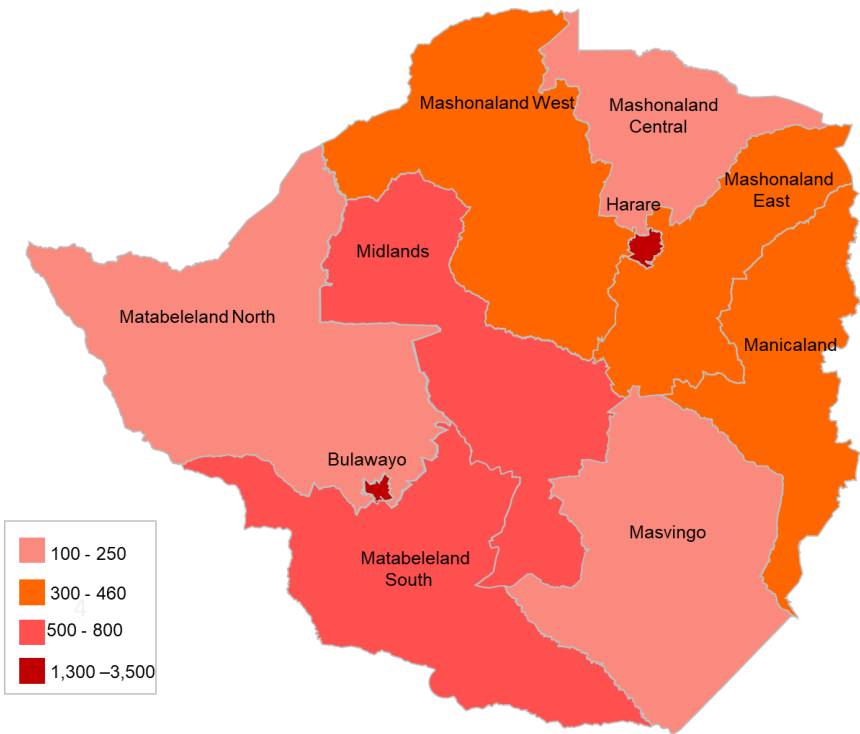 Mashonaland West
Mashonaland
Central
Mashonaland
East
Harare
Midlands
Matabeleland North
Manicaland
Bulawayo
Masvingo
Matabeleland
South
100 - 250
300 - 460
4
500 - 800
1,300 –3,500